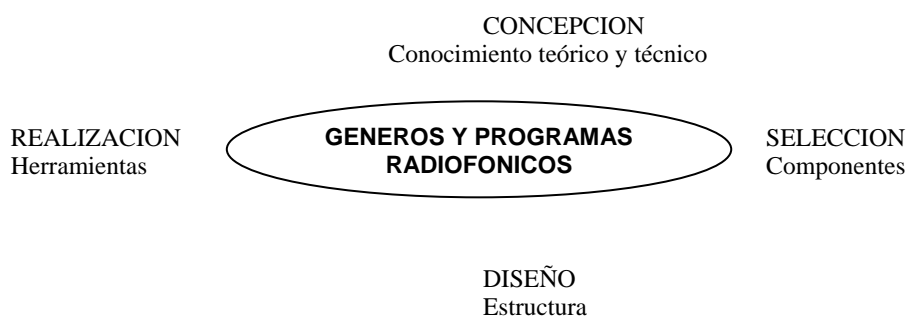 CONCEPCION
Conocimiento teórico y técnico
REALIZACION
Herramientas
GENEROS Y PROGRAMAS
RADIOFONICOS
SELECCION
Componentes
DISEÑO
Estructura